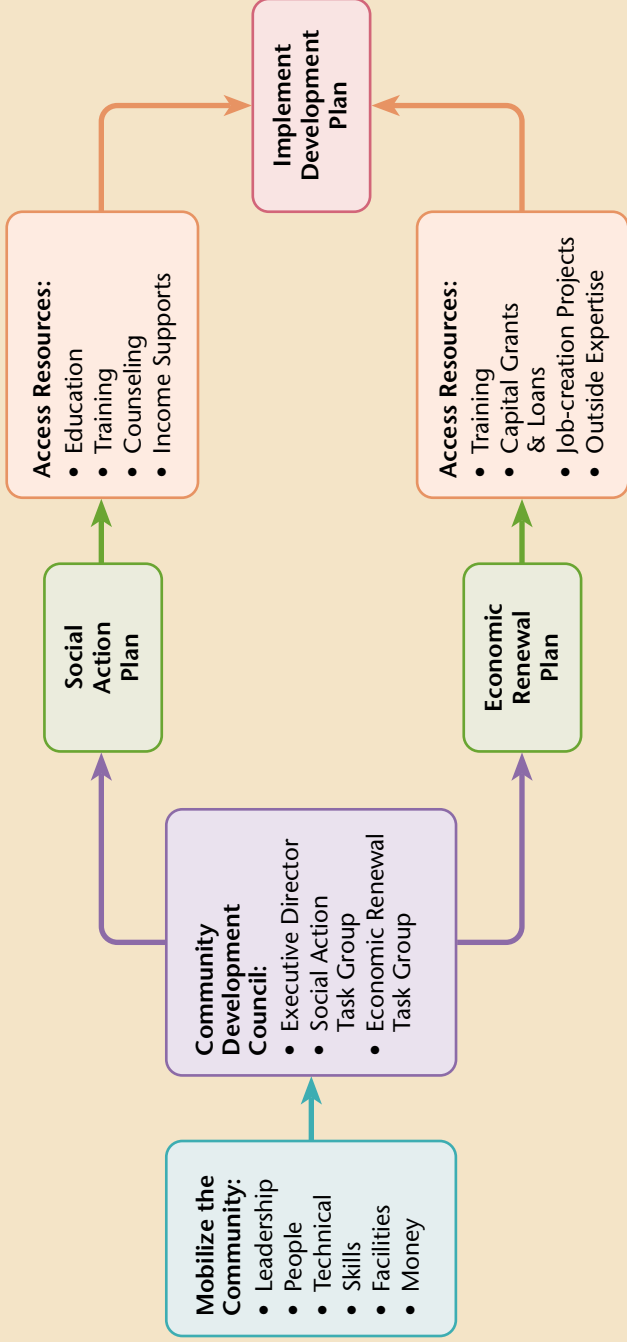 Mobilize the
Community:
• Leadership
• People
• Technical
• Skills
• Facilities
• Money
Community
Development
Council:
• Executive Director
• Social Action
Task Group
• Economic Renewal
Task Group
Social
Action
Plan
Access Resources:
• Education
• Training
• Counseling
• Income Supports
Economic
Renewal
Plan
Access Resources:
• Training
• Capital Grants
& Loans
• Job-creation Projects
• Outside Expertise
Implement
Development
Plan